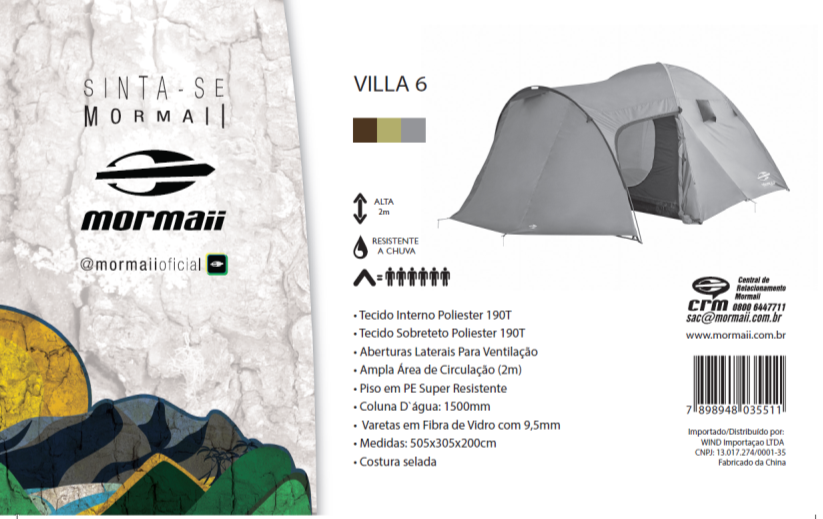 SINTA-SE
MORMAII
mormaii
@mormaiioficial
VILLA 6
ALTA
2m
RESISTENTE
A CHUVA
=
• Tecido Interno Poliester 190T
• Tecido Sobreteto Poliester 190T
• Aberturas Laterais Para Ventilação
• Ampla Área de Circulação (2m)
• Piso em PE Super Resistente
• Coluna D`água: 1500mm
• Varetas em Fibra de Vidro com 9,5mm
• Medidas: 505x305x200cm
• Costura selada
Central de
Relacionamento
Mormaii
crm 0800 6447711
sac@mormaii.com.br
www.mormaii.com.br
7 898948 035511
Importado/Distribuido por:
WIND Importaçao LTDA
CNPJ: 13.017.274/0001-35
Fabricado da China